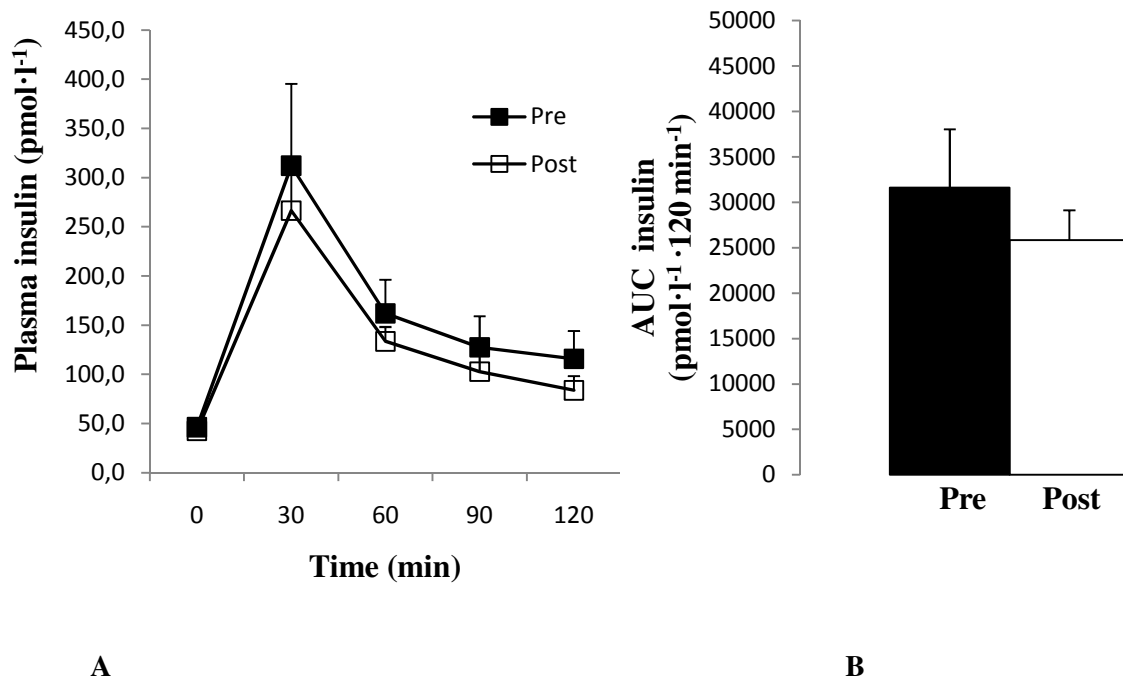 Plasma insulin (pmol·l-1)
450,0
400,0
350,0
300,0
250,0
200,0
150,0
100,0
50,0
0,0
Pre
Post
0 30 60 90 120
Time (min)
A
AUC insulin
(pmol·l-1·120 min-1)
50000
45000
40000
35000
30000
25000
20000
15000
10000
5000
0
Pre Post
B